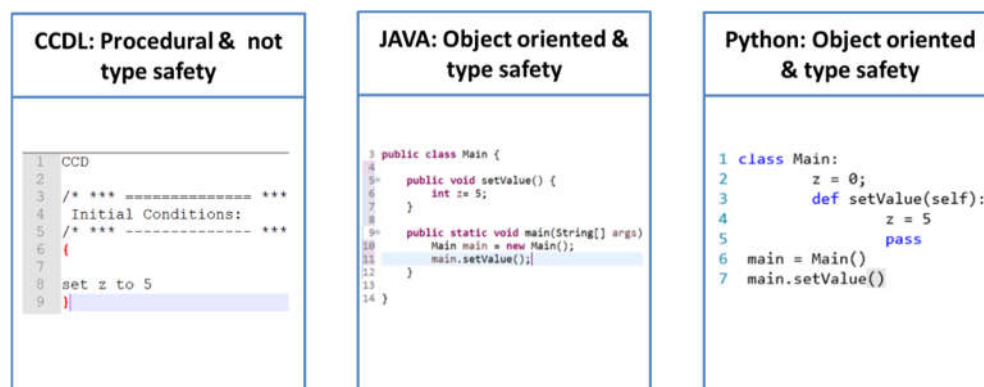 CCDL: Procedural & not
type safety
1 CCD
2
3 /* *** ============== ***
4 Initial Conditions:
5 /* *** -------------- ***
6 {
7
8 set z to 5
9 }
JAVA: Object oriented &
type safety
3 public class Main {
4
5 public void setValue() {
6 int z= 5;
7 }
8
9 public static void main(String[] args)
10 Main main = new Main();
11 main.setValue();
12 }
13
14 }
Python: Object oriented
& type safety
1 class Main:
2 z = 0;
3 def setValue(self):
4 z = 5
5 pass
6 main = Main()
7 main.setValue()